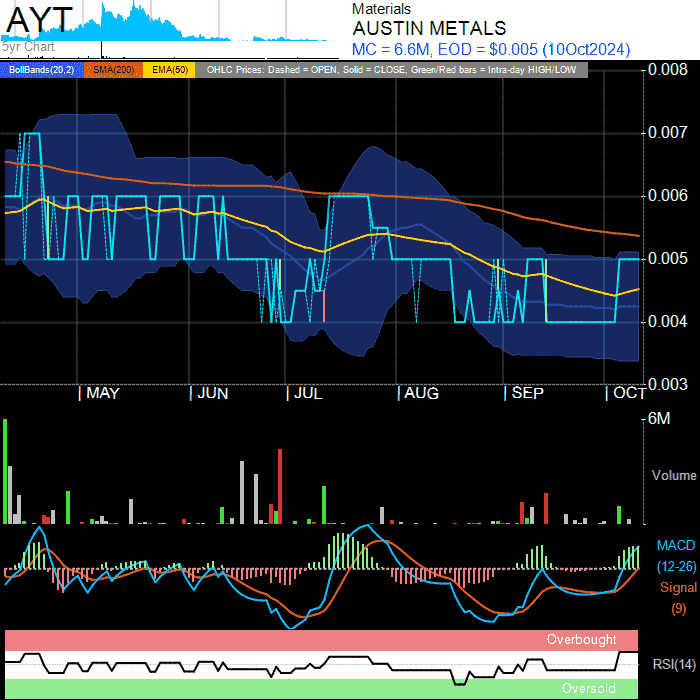 AYT
5yr Chart
Materials
AUSTIN METALS
MC = 6.6M, EOD = $0.005 (10Oct2024)
BollBands(20,2) SMA(200) EMA(50) OHLC Prices: Dashed = OPEN, Solid = CLOSE, Green/Red bars = Intra-day HIGH/LOW
0.008
0.007
0.006
0.005
0.004
0.003
| MAY | JUN | JUL | AUG | SEP | OCT
6M
Volume
MACD
(12-26)
Signal
(9)
Overbought
RSI(14)
Oversold